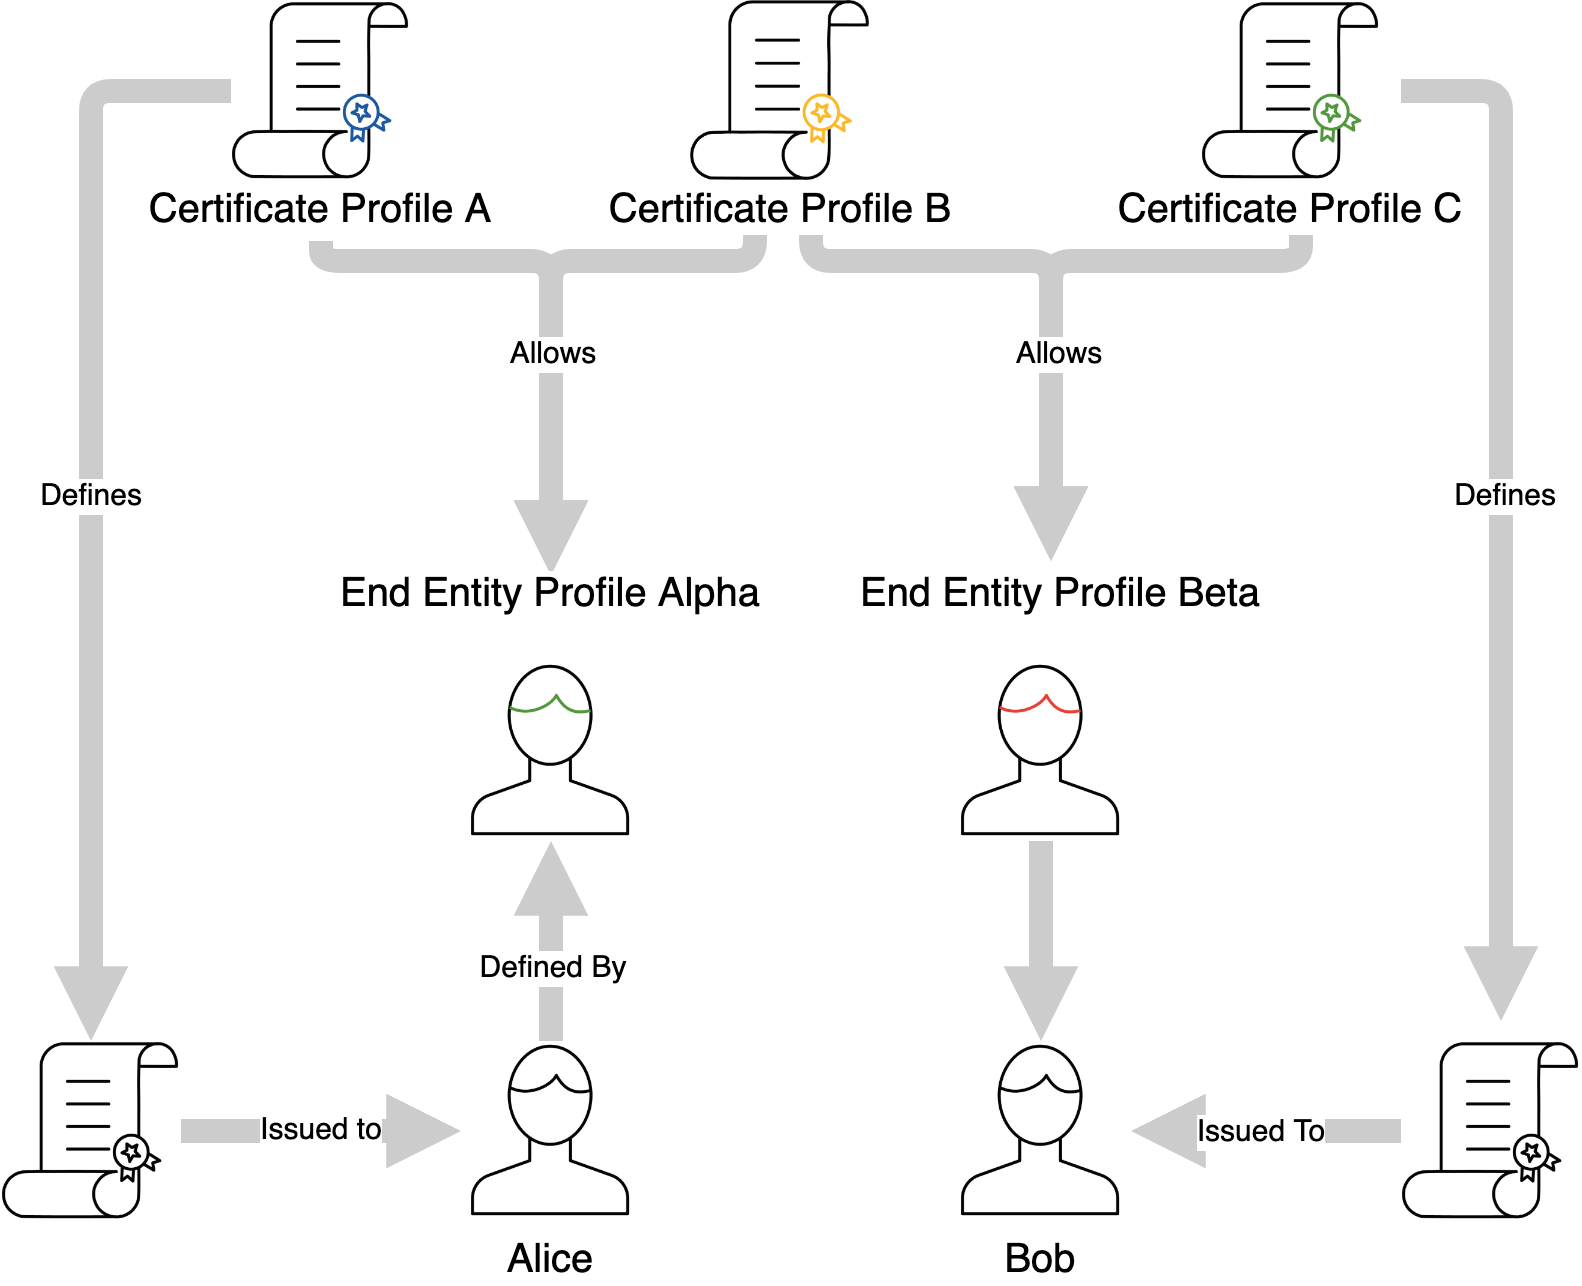 Certificate Profile A
Certificate Profile B
Certificate Profile C
Allows
Allows
Defines
Defines
End Entity Profile Alpha
End Entity Profile Beta
Defined By
Issued to
Issued To
Alice
Bob